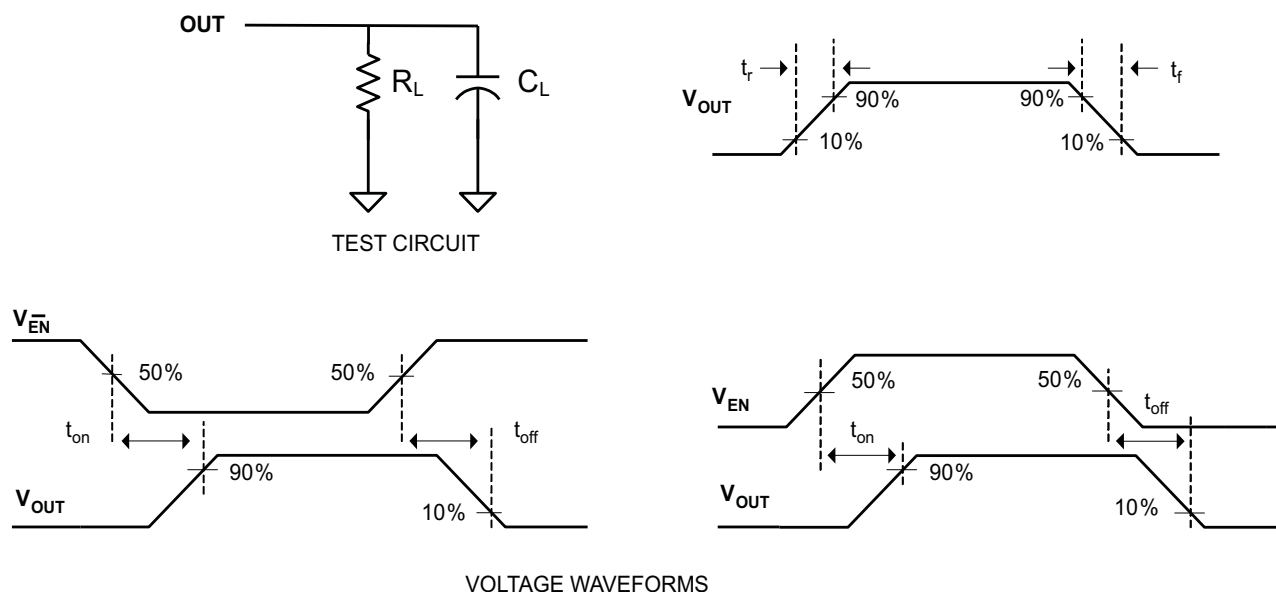 OUT
R_L
C_L
TEST CIRCUIT
t_r
t_f
V_OUT
90%
90%
10%
10%
V_E̅N̅
50%
50%
t_on
t_off
V_OUT
90%
10%
V_EN
50%
50%
t_on
t_off
V_OUT
90%
10%
VOLTAGE WAVEFORMS